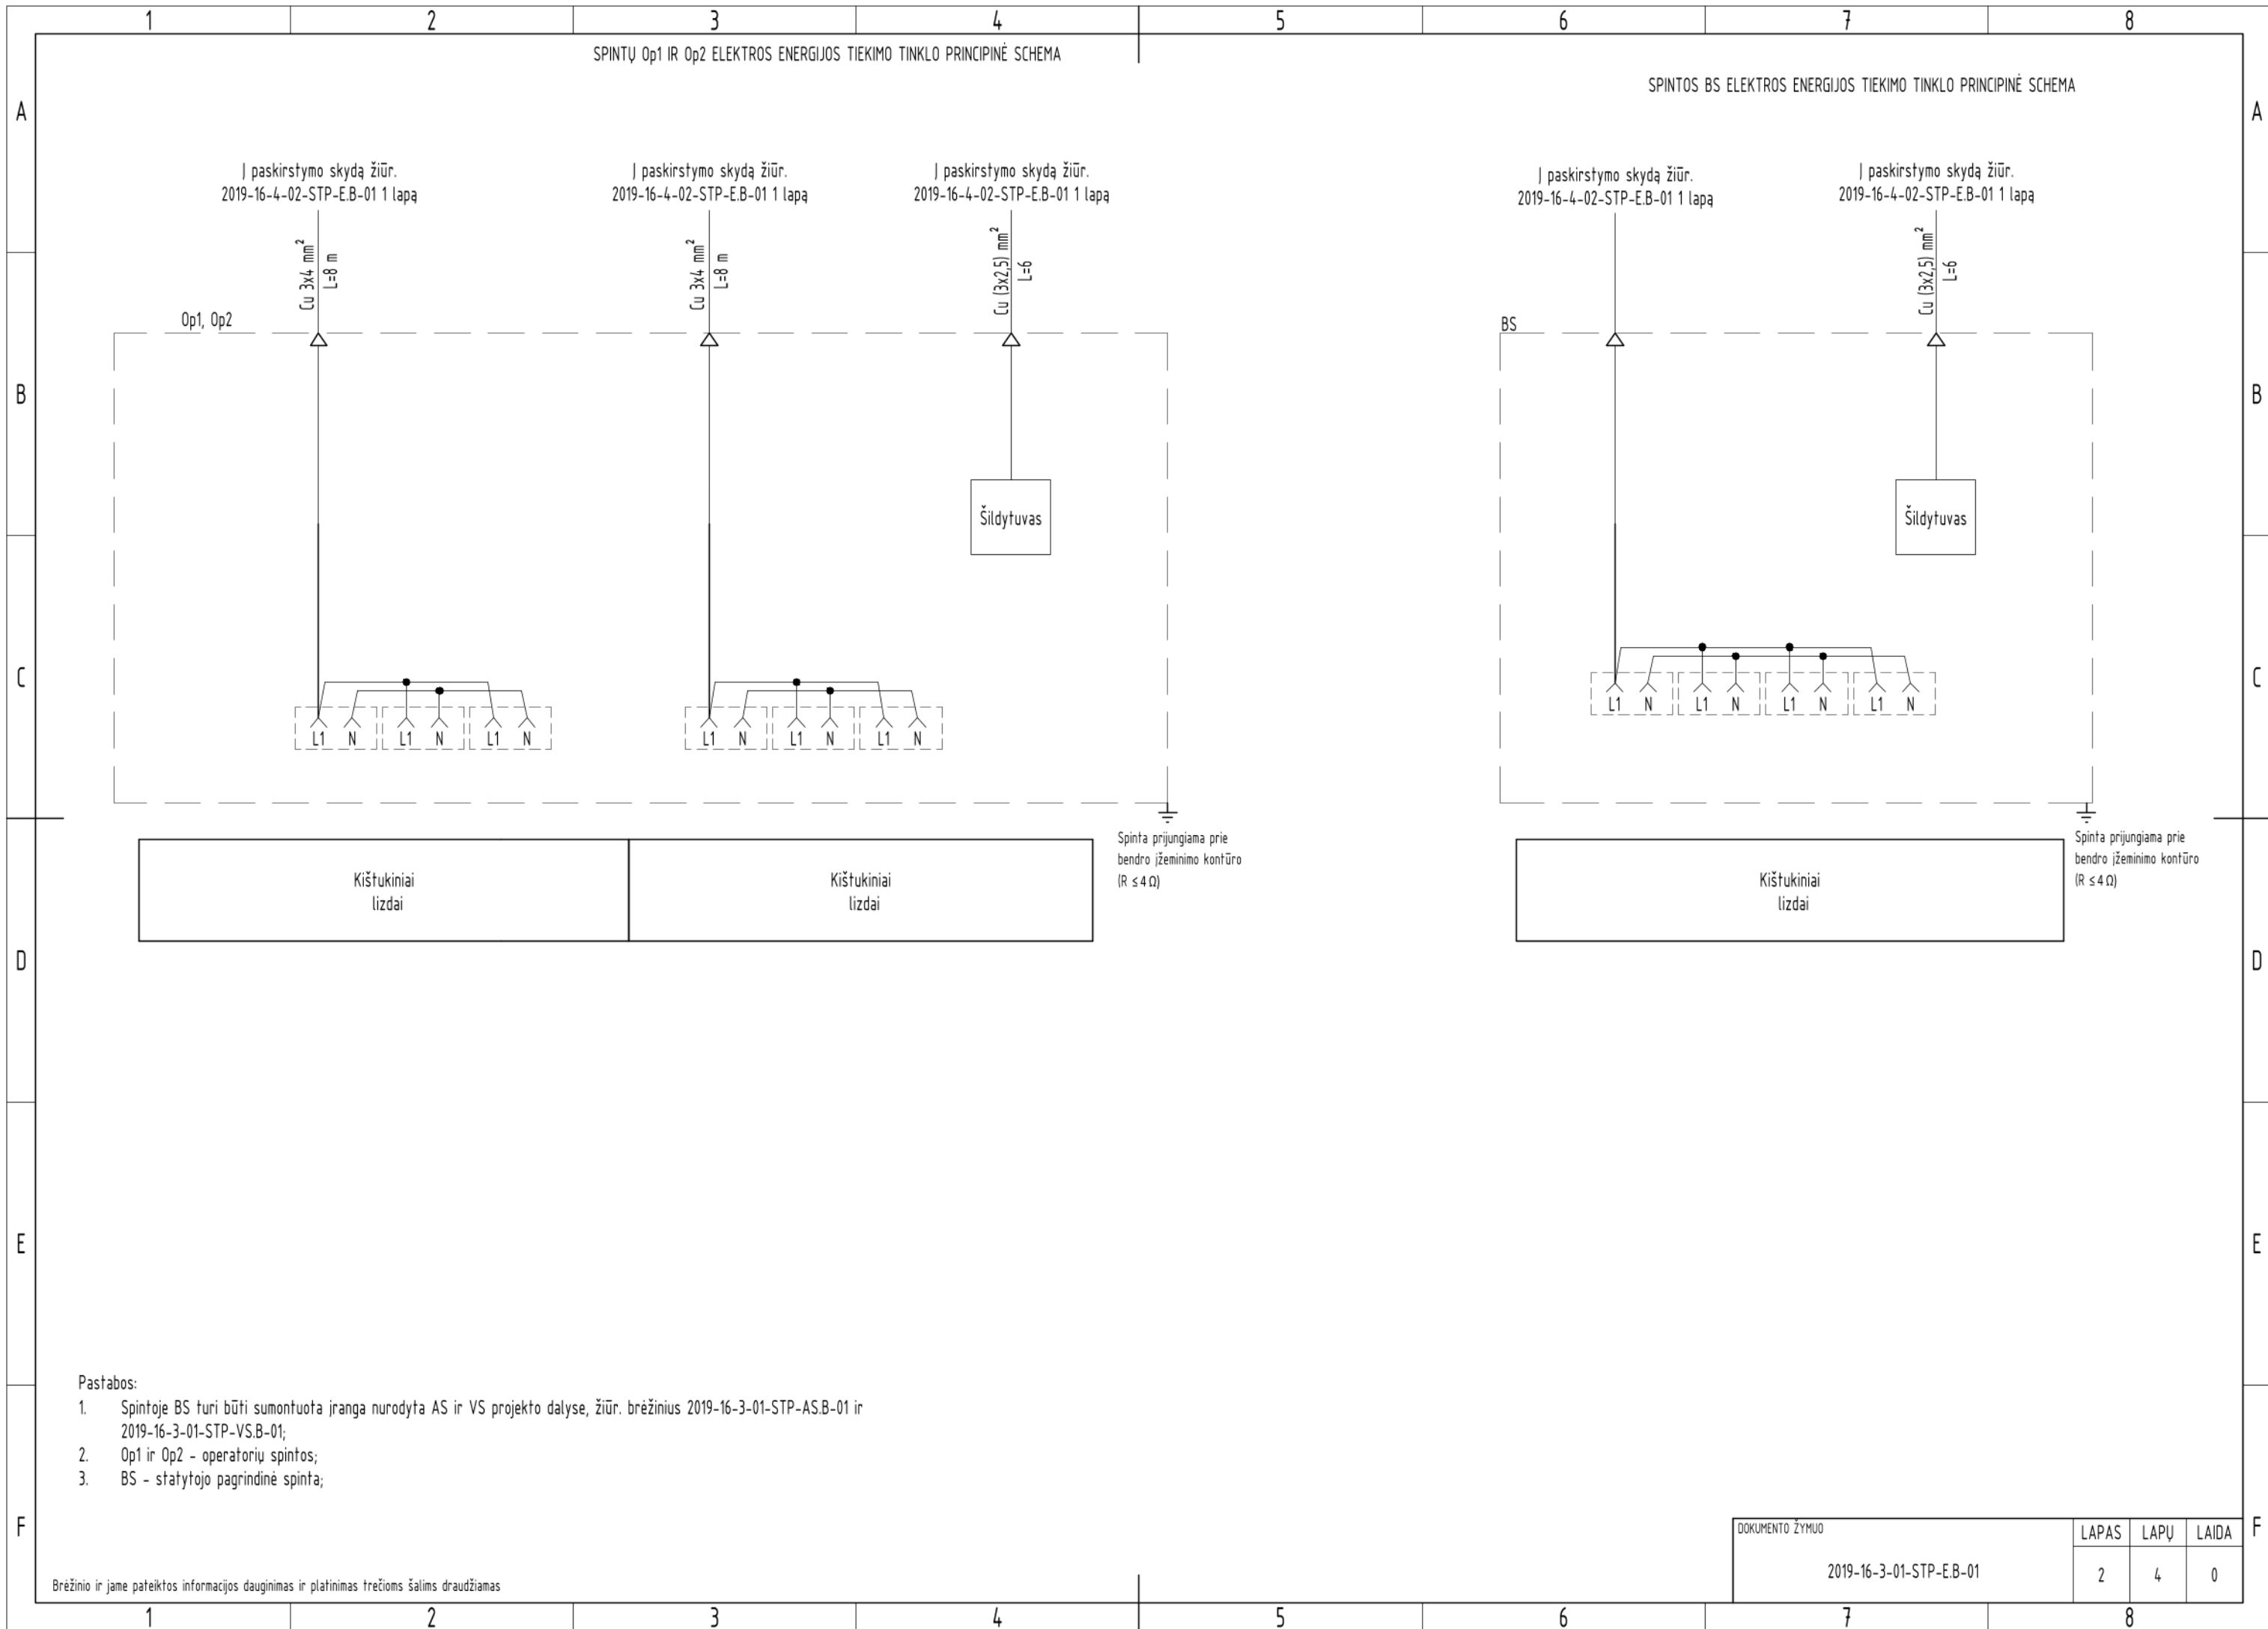 1 2 3 4 5 6 7 8
SPINTŲ Op1 IR Op2 ELEKTROS ENERGIJOS TIEKIMO TINKLO PRINCIPINĖ SCHEMA
SPINTOS BS ELEKTROS ENERGIJOS TIEKIMO TINKLO PRINCIPINĖ SCHEMA
A A
Į paskirstymo skydą žiūr.
2019-16-4-02-STP-E.B-01 1 lapą
Į paskirstymo skydą žiūr.
2019-16-4-02-STP-E.B-01 1 lapą
Į paskirstymo skydą žiūr.
2019-16-4-02-STP-E.B-01 1 lapą
Į paskirstymo skydą žiūr.
2019-16-4-02-STP-E.B-01 1 lapą
Į paskirstymo skydą žiūr.
2019-16-4-02-STP-E.B-01 1 lapą
Cu 3x4 mm²
L=8 m
Cu 3x4 mm²
L=8 m
Cu (3x2,5) mm²
L=6
Cu (3x2,5) mm²
L=6
Op1, Op2
BS
B B
Šildytuvas
Šildytuvas
C C
L1 N L1 N L1 N
L1 N L1 N L1 N
L1 N L1 N L1 N L1 N
Spinta prijungiama prie
bendro įžeminimo kontūro
(R ≤ 4 Ω)
Spinta prijungiama prie
bendro įžeminimo kontūro
(R ≤ 4 Ω)
Kištukiniai
lizdai
Kištukiniai
lizdai
Kištukiniai
lizdai
D D
E E
Pastabos:
1. Spintoje BS turi būti sumontuota įranga nurodyta AS ir VS projekto dalyse, žiūr. brėžinius 2019-16-3-01-STP-AS.B-01 ir
2019-16-3-01-STP-VS.B-01;
2. Op1 ir Op2 - operatorių spintos;
3. BS - statytojo pagrindinė spinta;
F F
DOKUMENTO ŽYMUO
2019-16-3-01-STP-E.B-01
LAPAS LAPŲ LAIDA
2 4 0
Brėžinio ir jame pateiktos informacijos dauginimas ir platinimas trečioms šalims draudžiamas
1 2 3 4 5 6 7 8